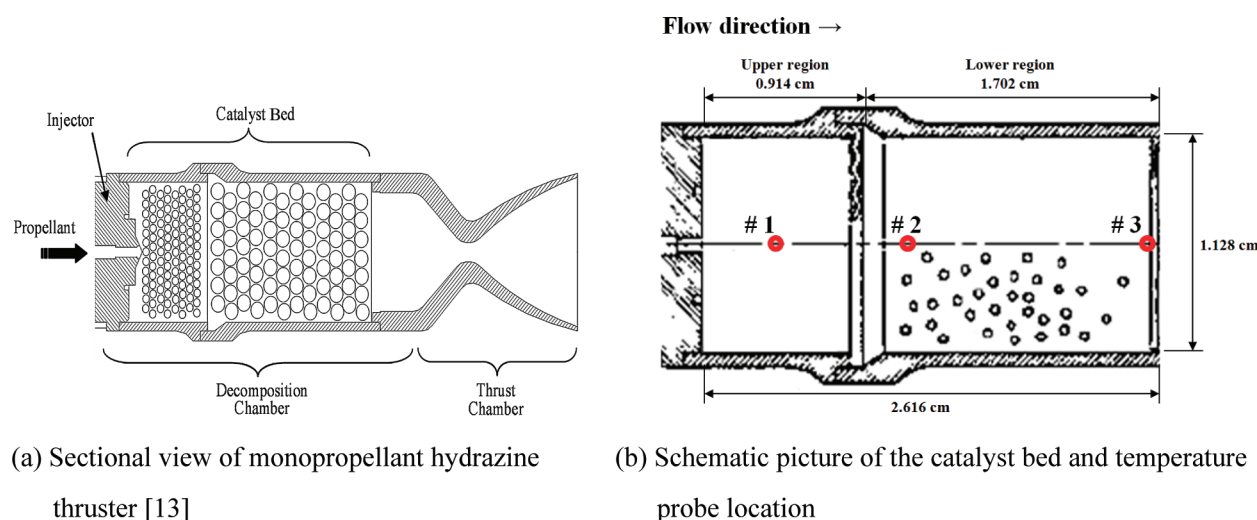 Injector
Catalyst Bed
Propellant
Decomposition
Chamber
Thrust
Chamber
(a) Sectional view of monopropellant hydrazine
thruster [13]
Flow direction →
Upper region
0.914 cm
Lower region
1.702 cm
# 1
# 2
# 3
1.128 cm
2.616 cm
(b) Schematic picture of the catalyst bed and temperature
probe location